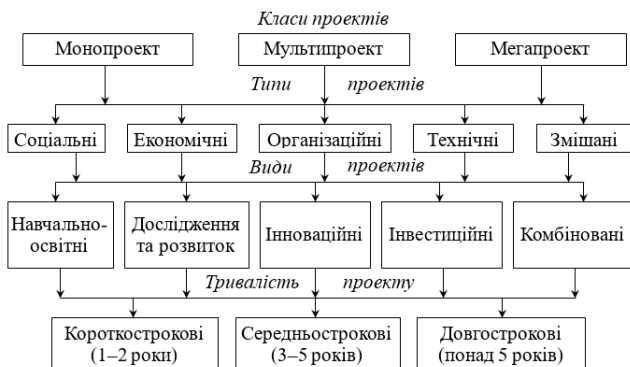 Класи проектів
Монопроект Мультипроект Мегапроект
Типи проектів
Соціальні Економічні Організаційні Технічні Змішані
Види проектів
Навчально-
освітні
Дослідження
та розвиток
Інноваційні
Інвестиційні
Комбіновані
Тривалість проекту
Короткострокові
(1–2 роки)
Середньострокові
(3–5 років)
Довгострокові
(понад 5 років)